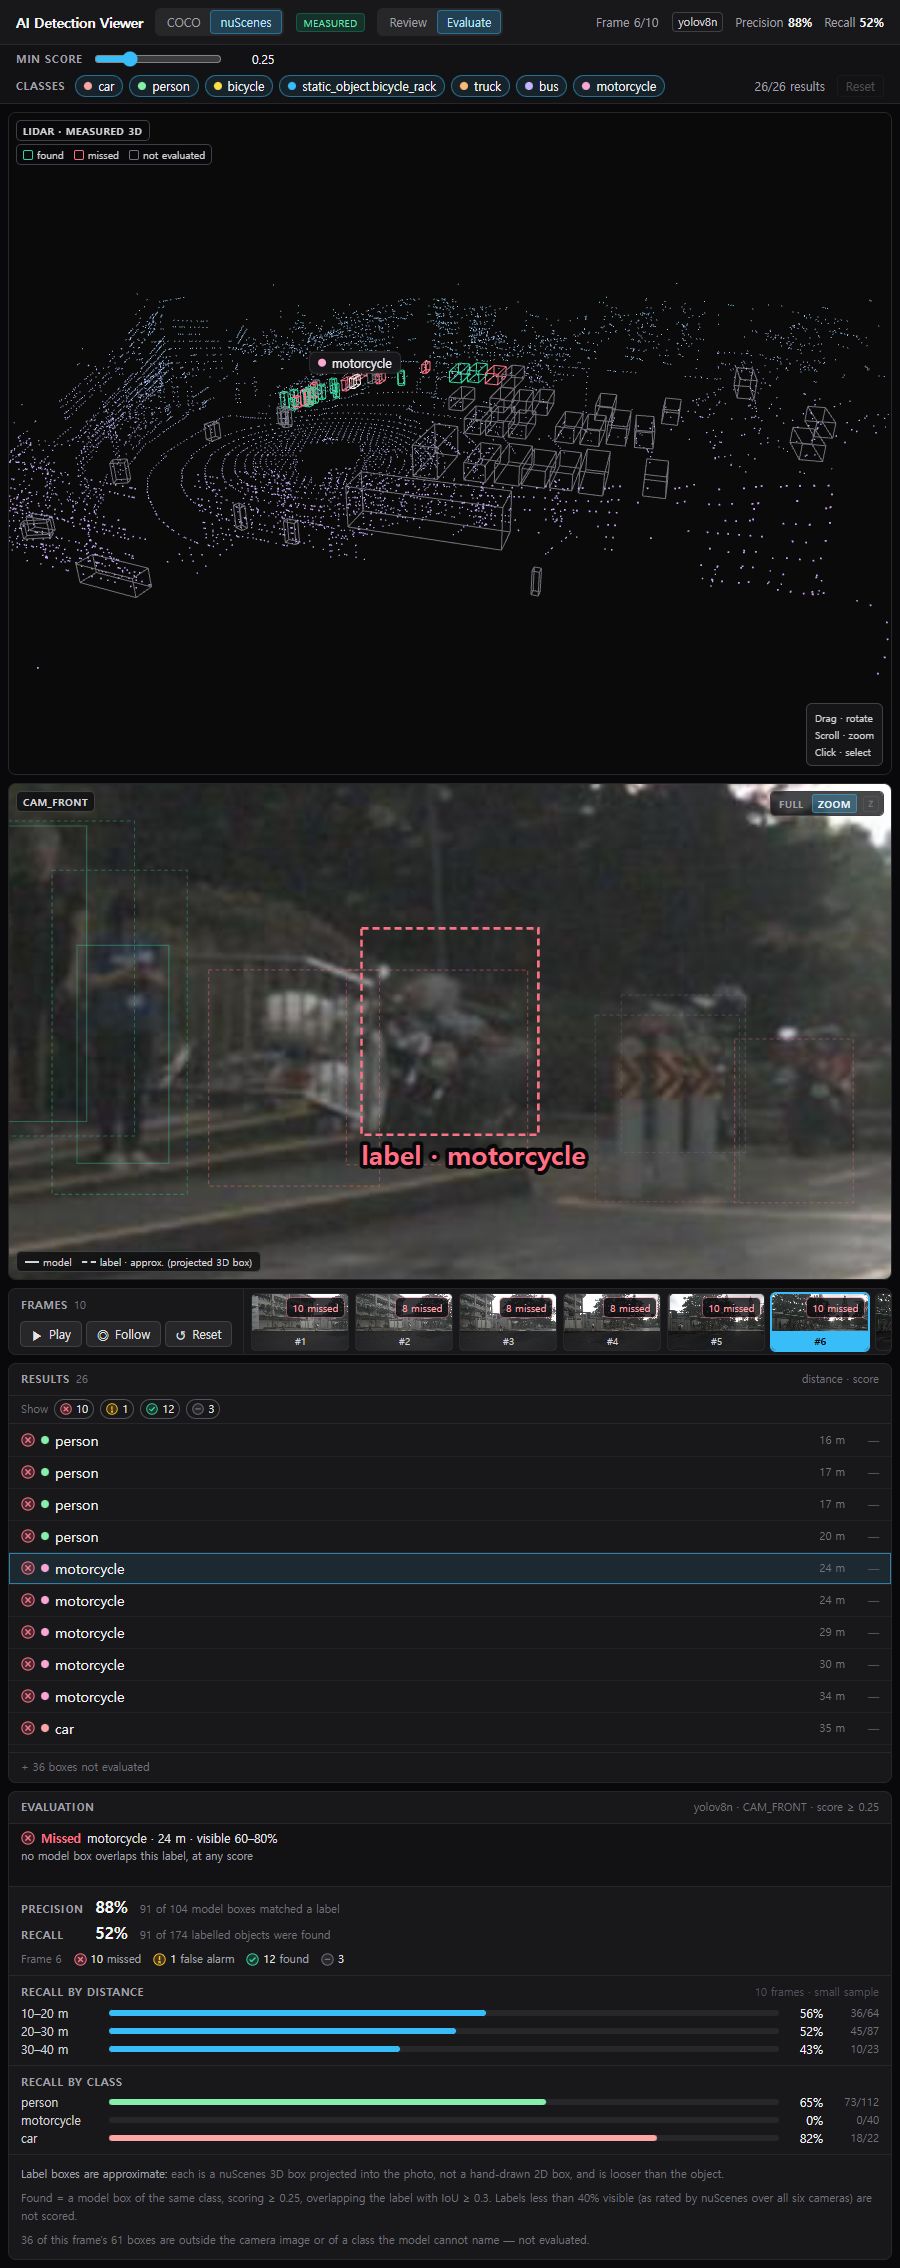 AI Detection Viewer COCO nuScenes MEASURED Review Evaluate Frame 6/10 yolov8n Precision 88% Recall 52%
MIN SCORE 0.25
CLASSES car person bicycle static_object.bicycle_rack truck bus motorcycle 26/26 results Reset
LIDAR · MEASURED 3D
found missed not evaluated
motorcycle
Drag · rotate
Scroll · zoom
Click · select
CAM_FRONT FULL ZOOM Z
label · motorcycle
model label · approx. (projected 3D box)
FRAMES 10
Play Follow Reset
10 missed 8 missed 8 missed 8 missed 10 missed 10 missed
#1 #2 #3 #4 #5 #6
RESULTS 26 distance · score
Show 10 1 12 3
person 16 m —
person 17 m —
person 17 m —
person 20 m —
motorcycle 24 m —
motorcycle 24 m —
motorcycle 29 m —
motorcycle 30 m —
motorcycle 34 m —
car 35 m —
+ 36 boxes not evaluated
EVALUATION yolov8n · CAM_FRONT · score ≥ 0.25
Missed motorcycle · 24 m · visible 60–80%
no model box overlaps this label, at any score
PRECISION 88% 91 of 104 model boxes matched a label
RECALL 52% 91 of 174 labelled objects were found
Frame 6 10 missed 1 false alarm 12 found 3
RECALL BY DISTANCE 10 frames · small sample
10–20 m 56% 36/64
20–30 m 52% 45/87
30–40 m 43% 10/23
RECALL BY CLASS
person 65% 73/112
motorcycle 0% 0/40
car 82% 18/22
Label boxes are approximate: each is a nuScenes 3D box projected into the photo, not a hand-drawn 2D box, and is looser than the object.
Found = a model box of the same class, scoring ≥ 0.25, overlapping the label with IoU ≥ 0.3. Labels less than 40% visible (as rated by nuScenes over all six cameras) are
not scored.
36 of this frame's 61 boxes are outside the camera image or of a class the model cannot name — not evaluated.